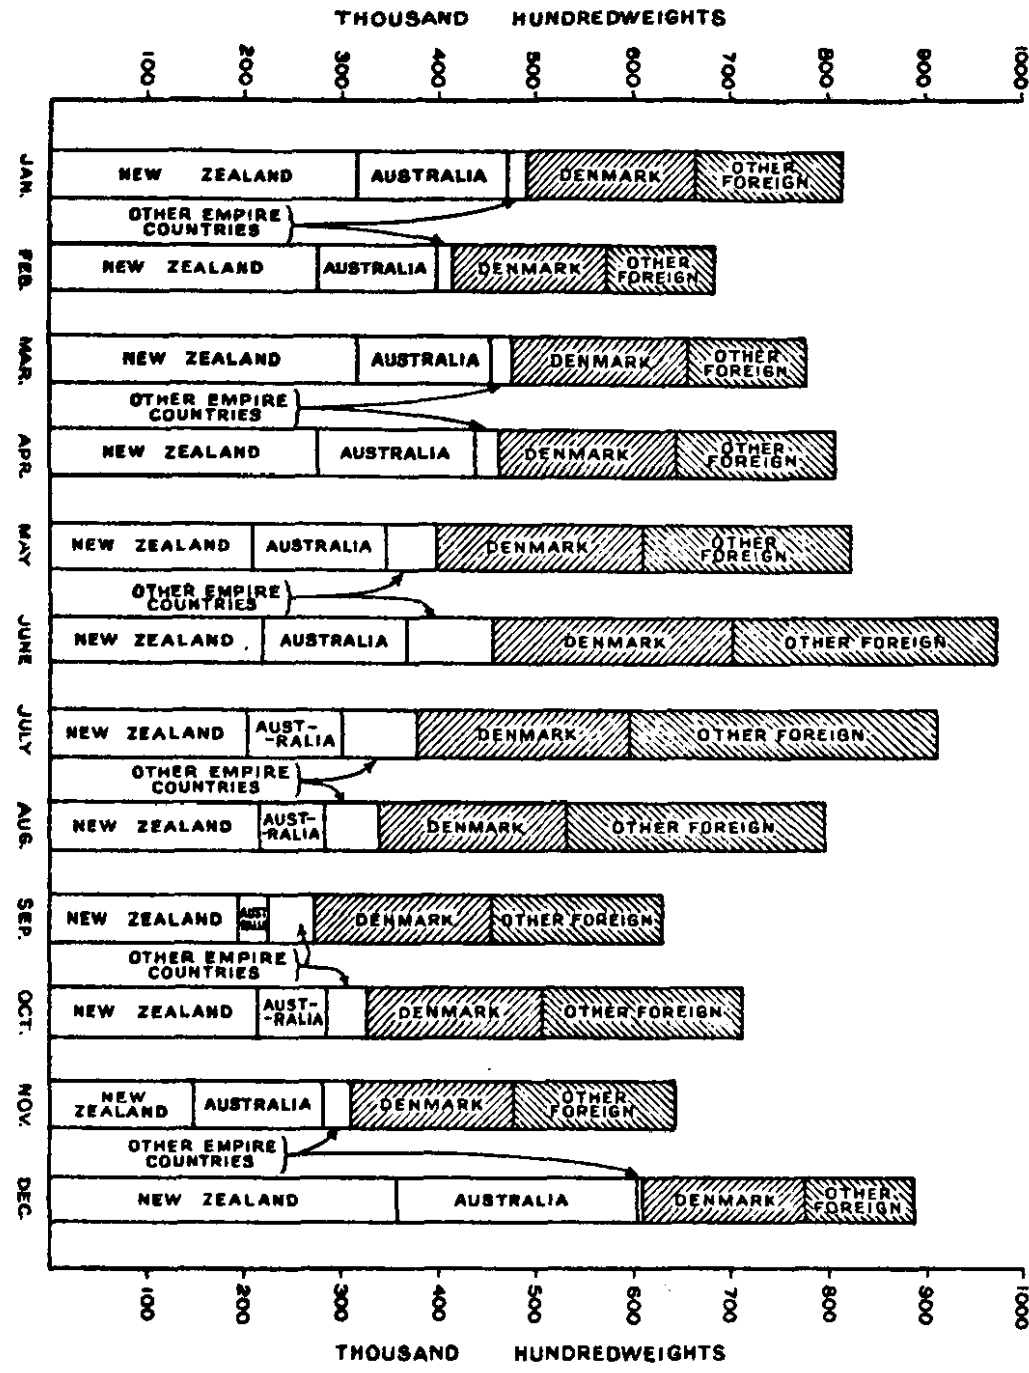 THOUSAND HUNDREDWEIGHTS
100 200 300 400 500 600 700 800 900 1000
JAN.
NEW ZEALAND AUSTRALIA DENMARK OTHER
FOREIGN
OTHER EMPIRE
COUNTRIES
FEB.
NEW ZEALAND AUSTRALIA DENMARK OTHER
FOREIGN
MAR.
NEW ZEALAND AUSTRALIA DENMARK OTHER
FOREIGN
OTHER EMPIRE
COUNTRIES
APR.
NEW ZEALAND AUSTRALIA DENMARK OTHER
FOREIGN
MAY
NEW ZEALAND AUSTRALIA DENMARK OTHER
FOREIGN
OTHER EMPIRE
COUNTRIES
JUNE
NEW ZEALAND AUSTRALIA DENMARK OTHER FOREIGN
JULY
NEW ZEALAND AUST-
-RALIA DENMARK OTHER FOREIGN
OTHER EMPIRE
COUNTRIES
AUG.
NEW ZEALAND AUST-
-RALIA DENMARK OTHER FOREIGN
SEP.
NEW ZEALAND DENMARK OTHER FOREIGN
OTHER EMPIRE
COUNTRIES
OCT.
NEW ZEALAND AUST-
-RALIA DENMARK OTHER FOREIGN
NOV.
NEW
ZEALAND AUSTRALIA DENMARK OTHER
FOREIGN
OTHER EMPIRE
COUNTRIES
DEC.
NEW ZEALAND AUSTRALIA DENMARK OTHER
FOREIGN
100 200 300 400 500 600 700 800 900 1000
THOUSAND HUNDREDWEIGHTS